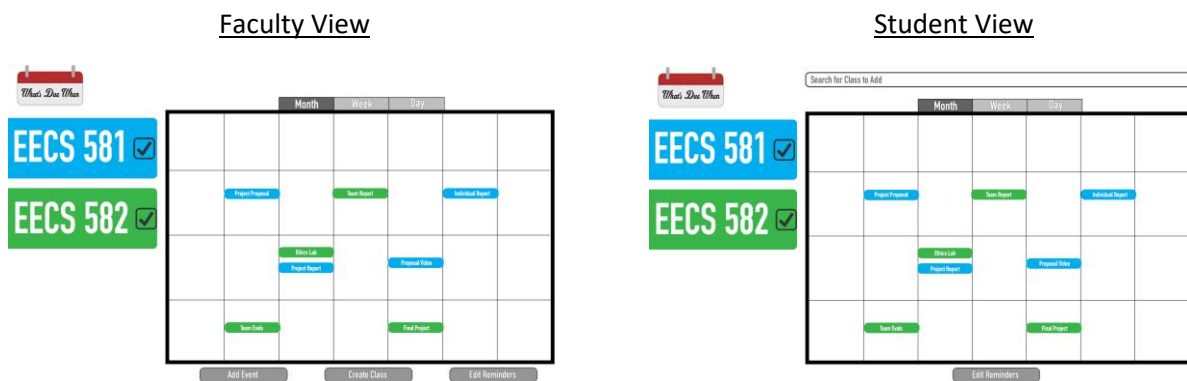 Faculty View
What's Due When
Month Week Day
EECS 581
EECS 582
Project Proposal
Team Report
Individual Report
Ethics Lab
Project Report
Proposal Video
Team Evals
Final Project
Add Event
Create Class
Edit Reminders
Student View
What's Due When
Search for Class to Add
Month Week Day
EECS 581
EECS 582
Project Proposal
Team Report
Individual Report
Ethics Lab
Project Report
Proposal Video
Team Evals
Final Project
Edit Reminders